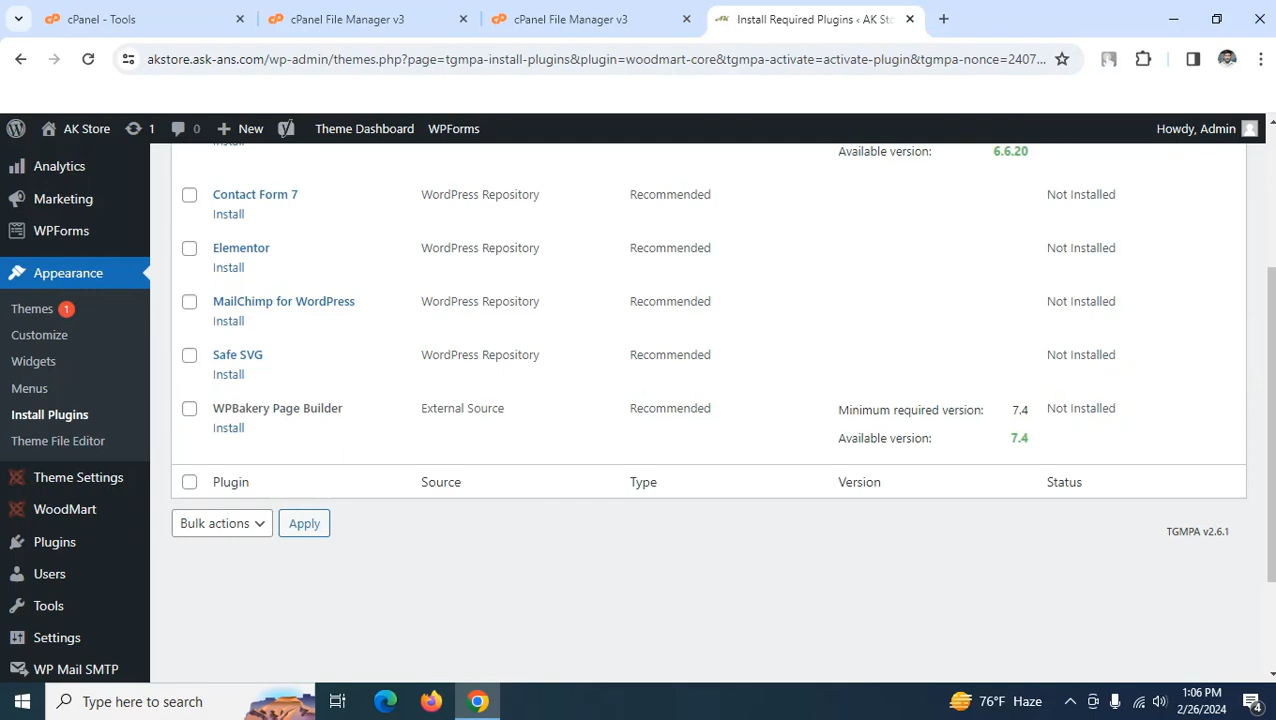 cPanel - Tools
cPanel File Manager v3
cPanel File Manager v3
Install Required Plugins ‹ AK Sto
akstore.ask-ans.com/wp-admin/themes.php?page=tgmpa-install-plugins&plugin=woodmart-core&tgmpa-activate=activate-plugin&tgmpa-nonce=2407...
AK Store 1 0 New Theme Dashboard WPForms Howdy, Admin
Available version: 6.6.20
Analytics
Marketing
WPForms
Appearance
Themes 1
Customize
Widgets
Menus
Install Plugins
Theme File Editor
Theme Settings
WoodMart
Plugins
Users
Tools
Settings
WP Mail SMTP
Contact Form 7 WordPress Repository Recommended Not Installed
Install
Elementor WordPress Repository Recommended Not Installed
Install
MailChimp for WordPress WordPress Repository Recommended Not Installed
Install
Safe SVG WordPress Repository Recommended Not Installed
Install
WPBakery Page Builder External Source Recommended Minimum required version: 7.4 Not Installed
Install
Available version: 7.4
Plugin Source Type Version Status
Bulk actions Apply
TGMPA v2.6.1
Type here to search
76°F Haze
1:06 PM
2/26/2024
4